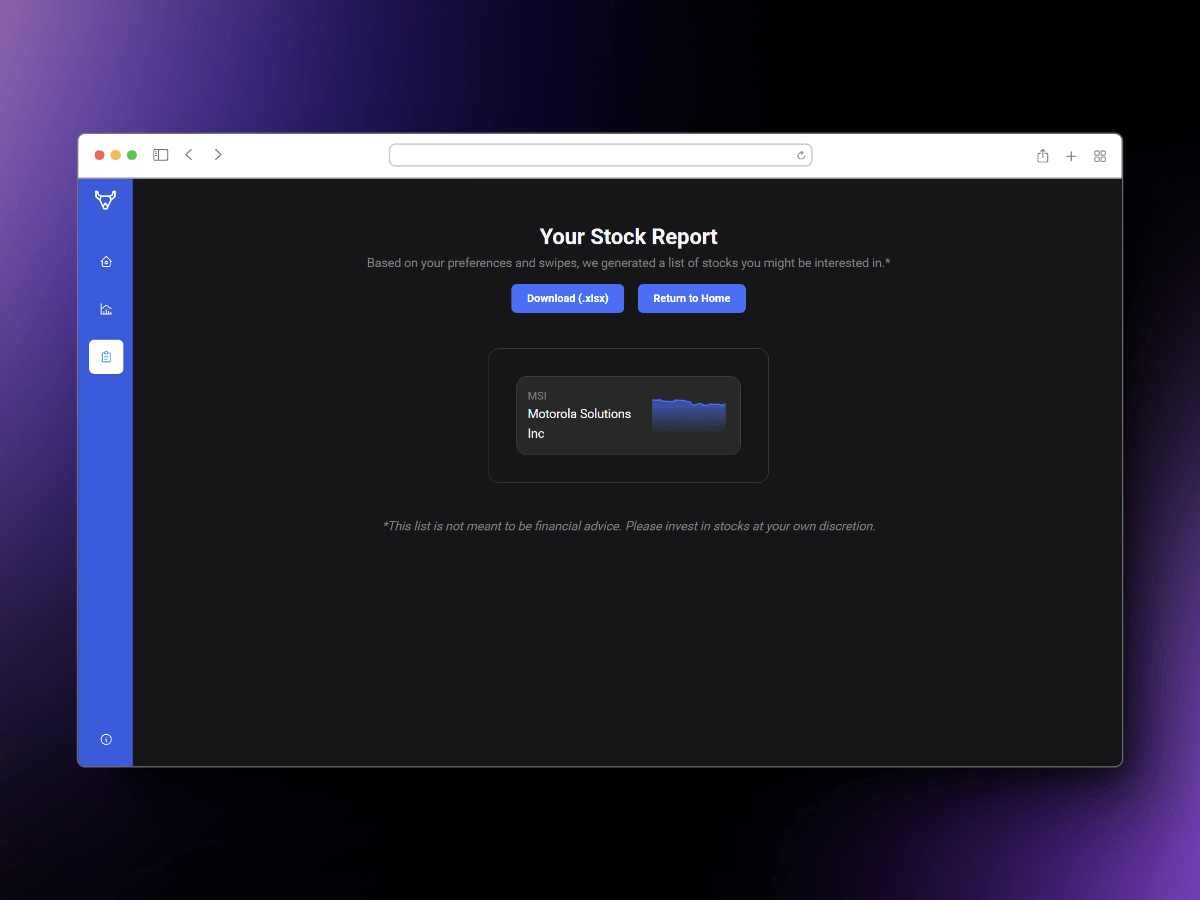 Your Stock Report
Based on your preferences and swipes, we generated a list of stocks you might be interested in.*
Download (.xlsx)
Return to Home
MSI
Motorola Solutions
Inc
*This list is not meant to be financial advice. Please invest in stocks at your own discretion.